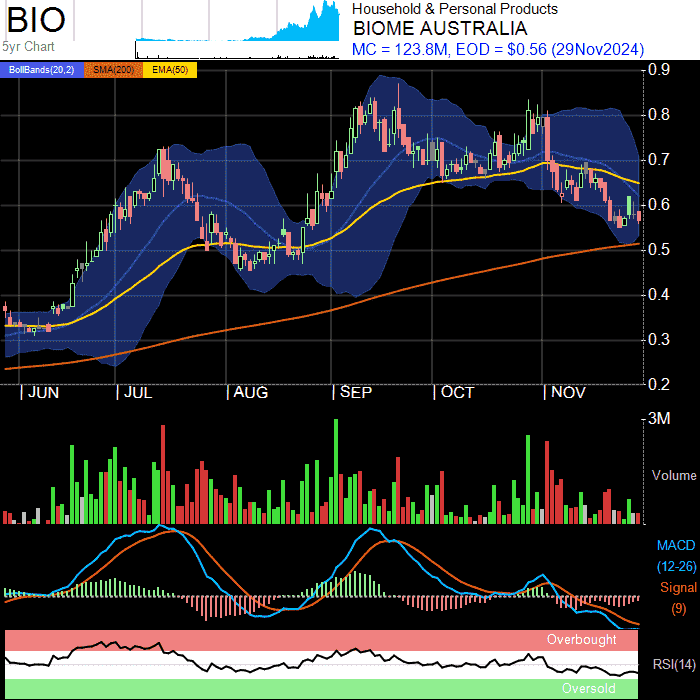 BIO
5yr Chart
Household & Personal Products
BIOME AUSTRALIA
MC = 123.8M, EOD = $0.56 (29Nov2024)
BollBands(20,2) SMA(200) EMA(50)
0.9
0.8
0.7
0.6
0.5
0.4
0.3
0.2
JUN JUL AUG SEP OCT NOV
3M
Volume
MACD
(12-26)
Signal
(9)
Overbought
RSI(14)
Oversold